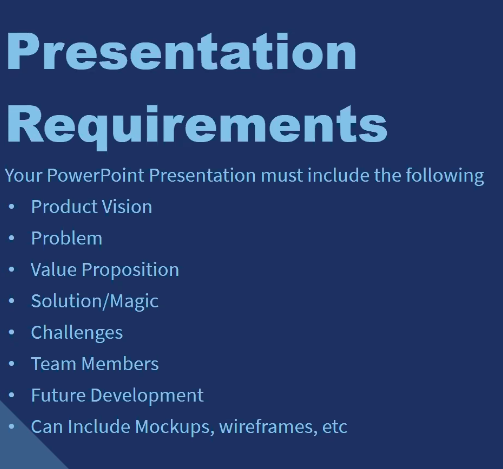 Presentation
Requirements
Your PowerPoint Presentation must include the following
• Product Vision
• Problem
• Value Proposition
• Solution/Magic
• Challenges
• Team Members
• Future Development
• Can Include Mockups, wireframes, etc